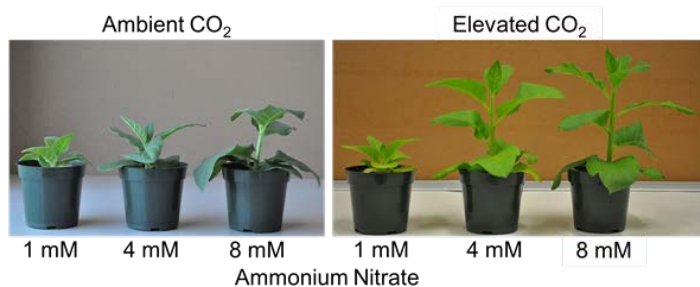 Ambient CO₂
Elevated CO₂
1 mM 4 mM 8 mM 1 mM 4 mM 8 mM
Ammonium Nitrate